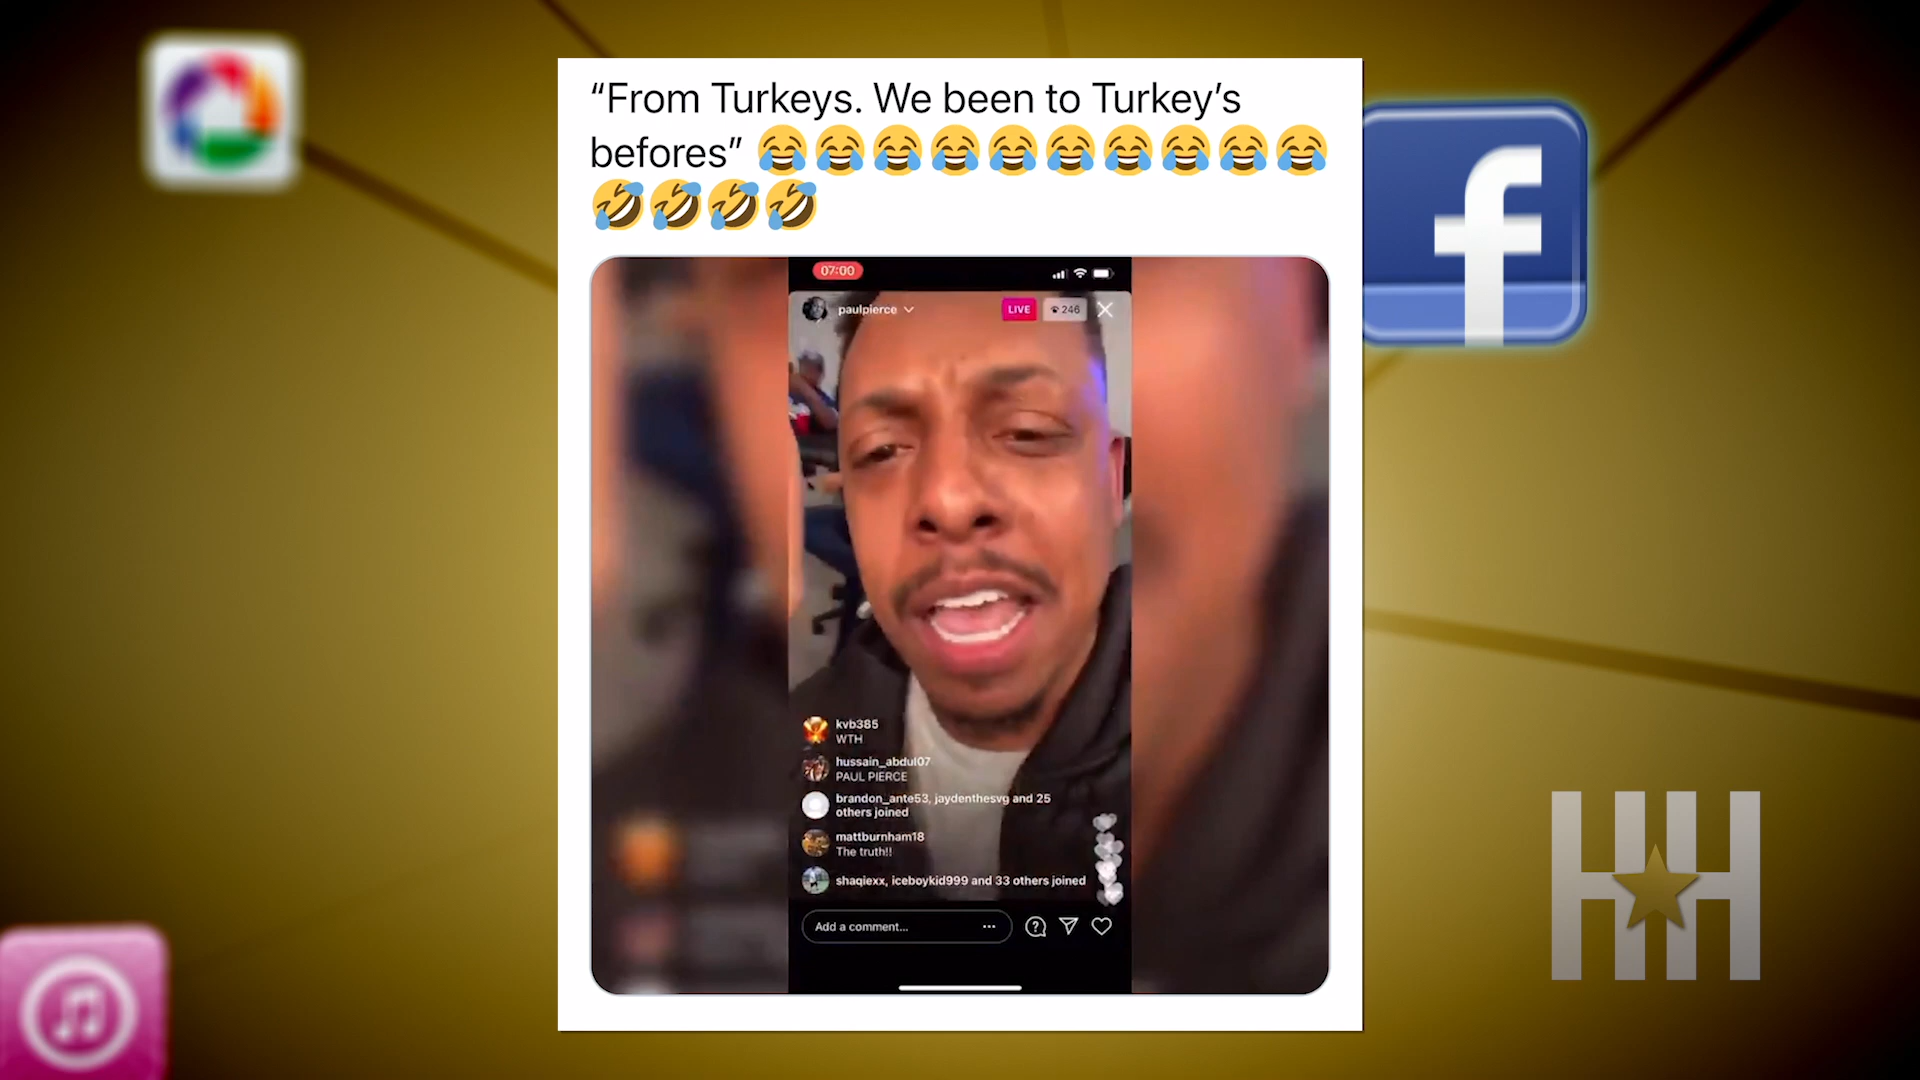 “From Turkeys. We been to Turkey’s
befores” 😂😂😂😂😂😂😂😂😂😂
🤣🤣🤣🤣
07:00
paulpierce
LIVE
246
kvb385
WTH
hussain_abdul07
PAUL PIERCE
brandon_ante53, jaydenthesvg and 25
others joined
mattburnham18
The truth!!
shaqiexx, iceboykid999 and 33 others joined
Add a comment...
f
HH